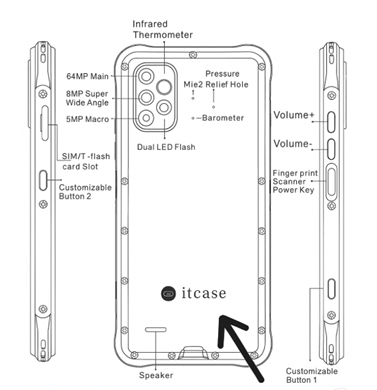 Infrared
Thermometer
64MP Main
8MP Super
Wide Angle
5MP Macro
Pressure
Mie2 Relief Hole
Barometer
Dual LED Flash
SIM/T-flash
card Slot
Customizable
Button 2
Volume+
Volume-
Finger print
Scanner
Power Key
itcase
Speaker
Customizable
Button 1